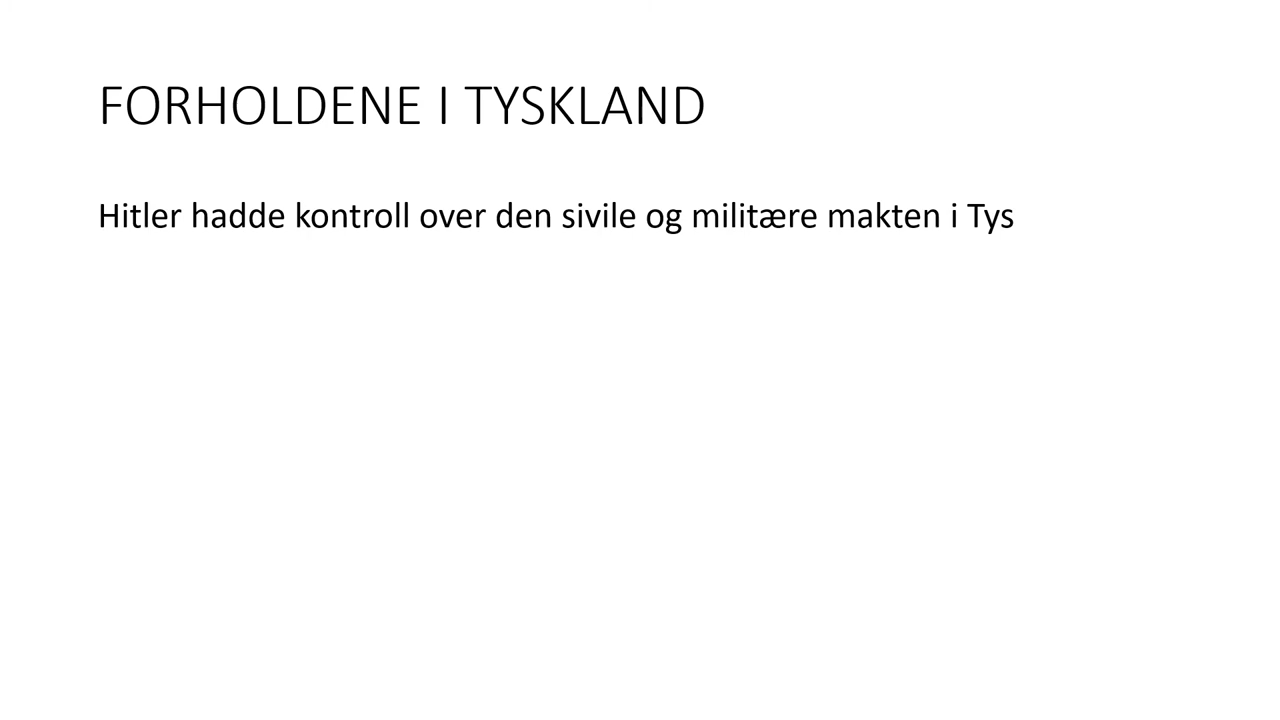 FORHOLDENE I TYSKLAND
Hitler hadde kontroll over den sivile og militære makten i Tys